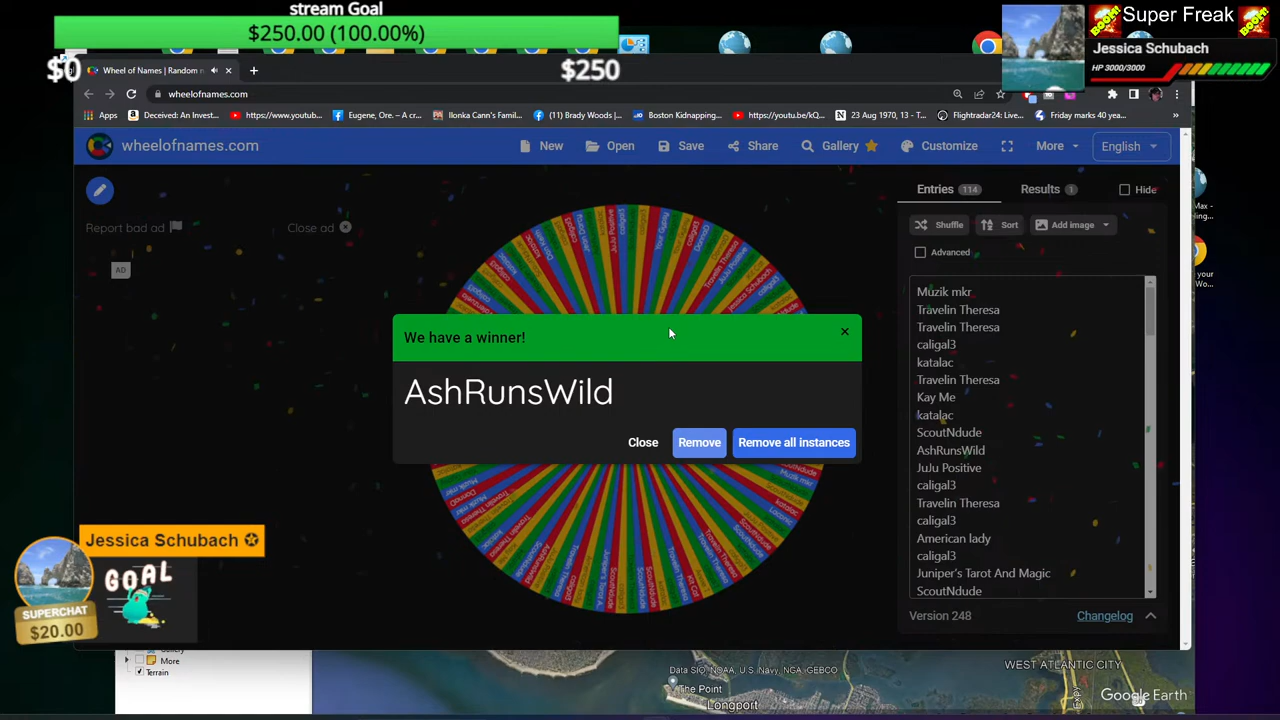 stream Goal
$250.00 (100.00%)
$0
$250
Super Freak
Jessica Schubach
HP 3000/3000
Wheel of Names | Random n
wheelofnames.com
Apps
Deceived: An Invest...
https://www.youtub...
Eugene, Ore. – A cr...
Ilonka Cann's Famil...
(11) Brady Woods |...
Boston Kidnapping...
https://youtu.be/kQ...
23 Aug 1970, 13 - T...
Flightradar24: Live...
Friday marks 40 yea...
wheelofnames.com
New
Open
Save
Share
Gallery
Customize
More
English
Report bad ad
Close ad
AD
Entries 114
Results 1
Hide
Shuffle
Sort
Add image
Advanced
Muzik mkr
Travelin Theresa
Travelin Theresa
caligal3
katalac
Travelin Theresa
Kay Me
katalac
ScoutNdude
AshRunsWild
JuJu Positive
caligal3
Travelin Theresa
caligal3
American lady
caligal3
Juniper's Tarot And Magic
ScoutNdude
Version 248
Changelog
We have a winner!
AshRunsWild
Close
Remove
Remove all instances
Jessica Schubach
GOAL
SUPERCHAT
$20.00
More
Terrain
Data SIO, NOAA, U.S. Navy, NGA, GEBCO
The Point
Longport
WEST ATLANTIC CITY
Google Earth